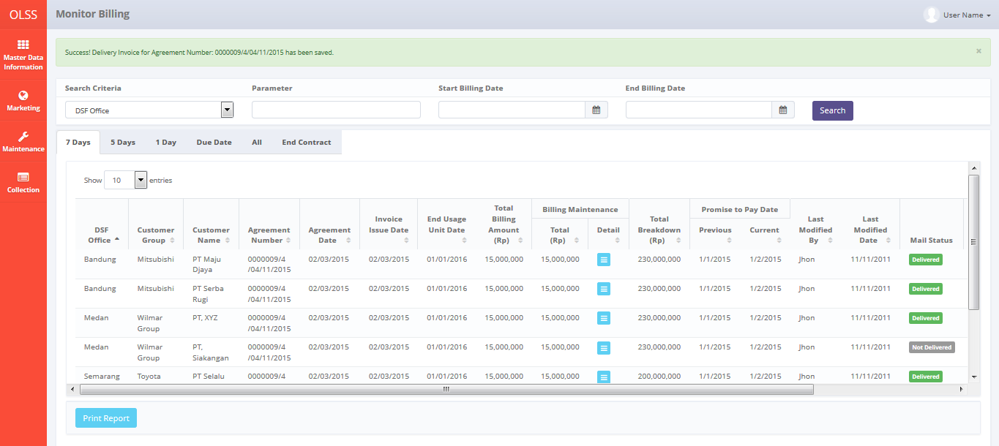 OLSS
Monitor Billing
User Name
Master Data
Information
Marketing
Maintenance
Collection
Success! Delivery Invoice for Agreement Number: 0000009/4/04/11/2015 has been saved.
×
Search Criteria Parameter Start Billing Date End Billing Date
DSF Office Search
7 Days 5 Days 1 Day Due Date All End Contract
Show 10 entries
DSF
Office
Customer
Group
Customer
Name
Agreement
Number
Agreement
Date
Invoice
Issue Date
End Usage
Unit Date
Total
Billing
Amount
(Rp)
Billing Maintenance
Total
(Rp)
Detail
Total
Breakdown
(Rp)
Promise to Pay Date
Previous
Current
Last
Modified
By
Last
Modified
Date
Mail Status
Bandung Mitsubishi PT Maju 0000009/4 02/03/2015 02/03/2015 01/01/2016 15,000,000 15,000,000 230,000,000 1/1/2015 1/2/2015 Jhon 11/11/2011 Delivered
Djaya /04/11/2015
Bandung Mitsubishi PT Serba 0000009/4 02/03/2015 02/03/2015 01/01/2016 15,000,000 15,000,000 230,000,000 1/1/2015 1/2/2015 Jhon 11/11/2011 Delivered
Rugi /04/11/2015
Medan Wilmar PT, XYZ 0000009/4 02/03/2015 02/03/2015 01/01/2016 15,000,000 15,000,000 230,000,000 1/1/2015 1/2/2015 Jhon 11/11/2011 Delivered
Group /04/11/2015
Medan Wilmar PT, 0000009/4 02/03/2015 02/03/2015 01/01/2016 15,000,000 15,000,000 230,000,000 1/1/2015 1/2/2015 Jhon 11/11/2011 Not Delivered
Group Siakangan /04/11/2015
Semarang Toyota PT Selalu 0000009/4 02/03/2015 02/03/2015 01/01/2016 15,000,000 15,000,000 200,000,000 1/1/2015 1/2/2015 Jhon 11/11/2011 Delivered
Print Report